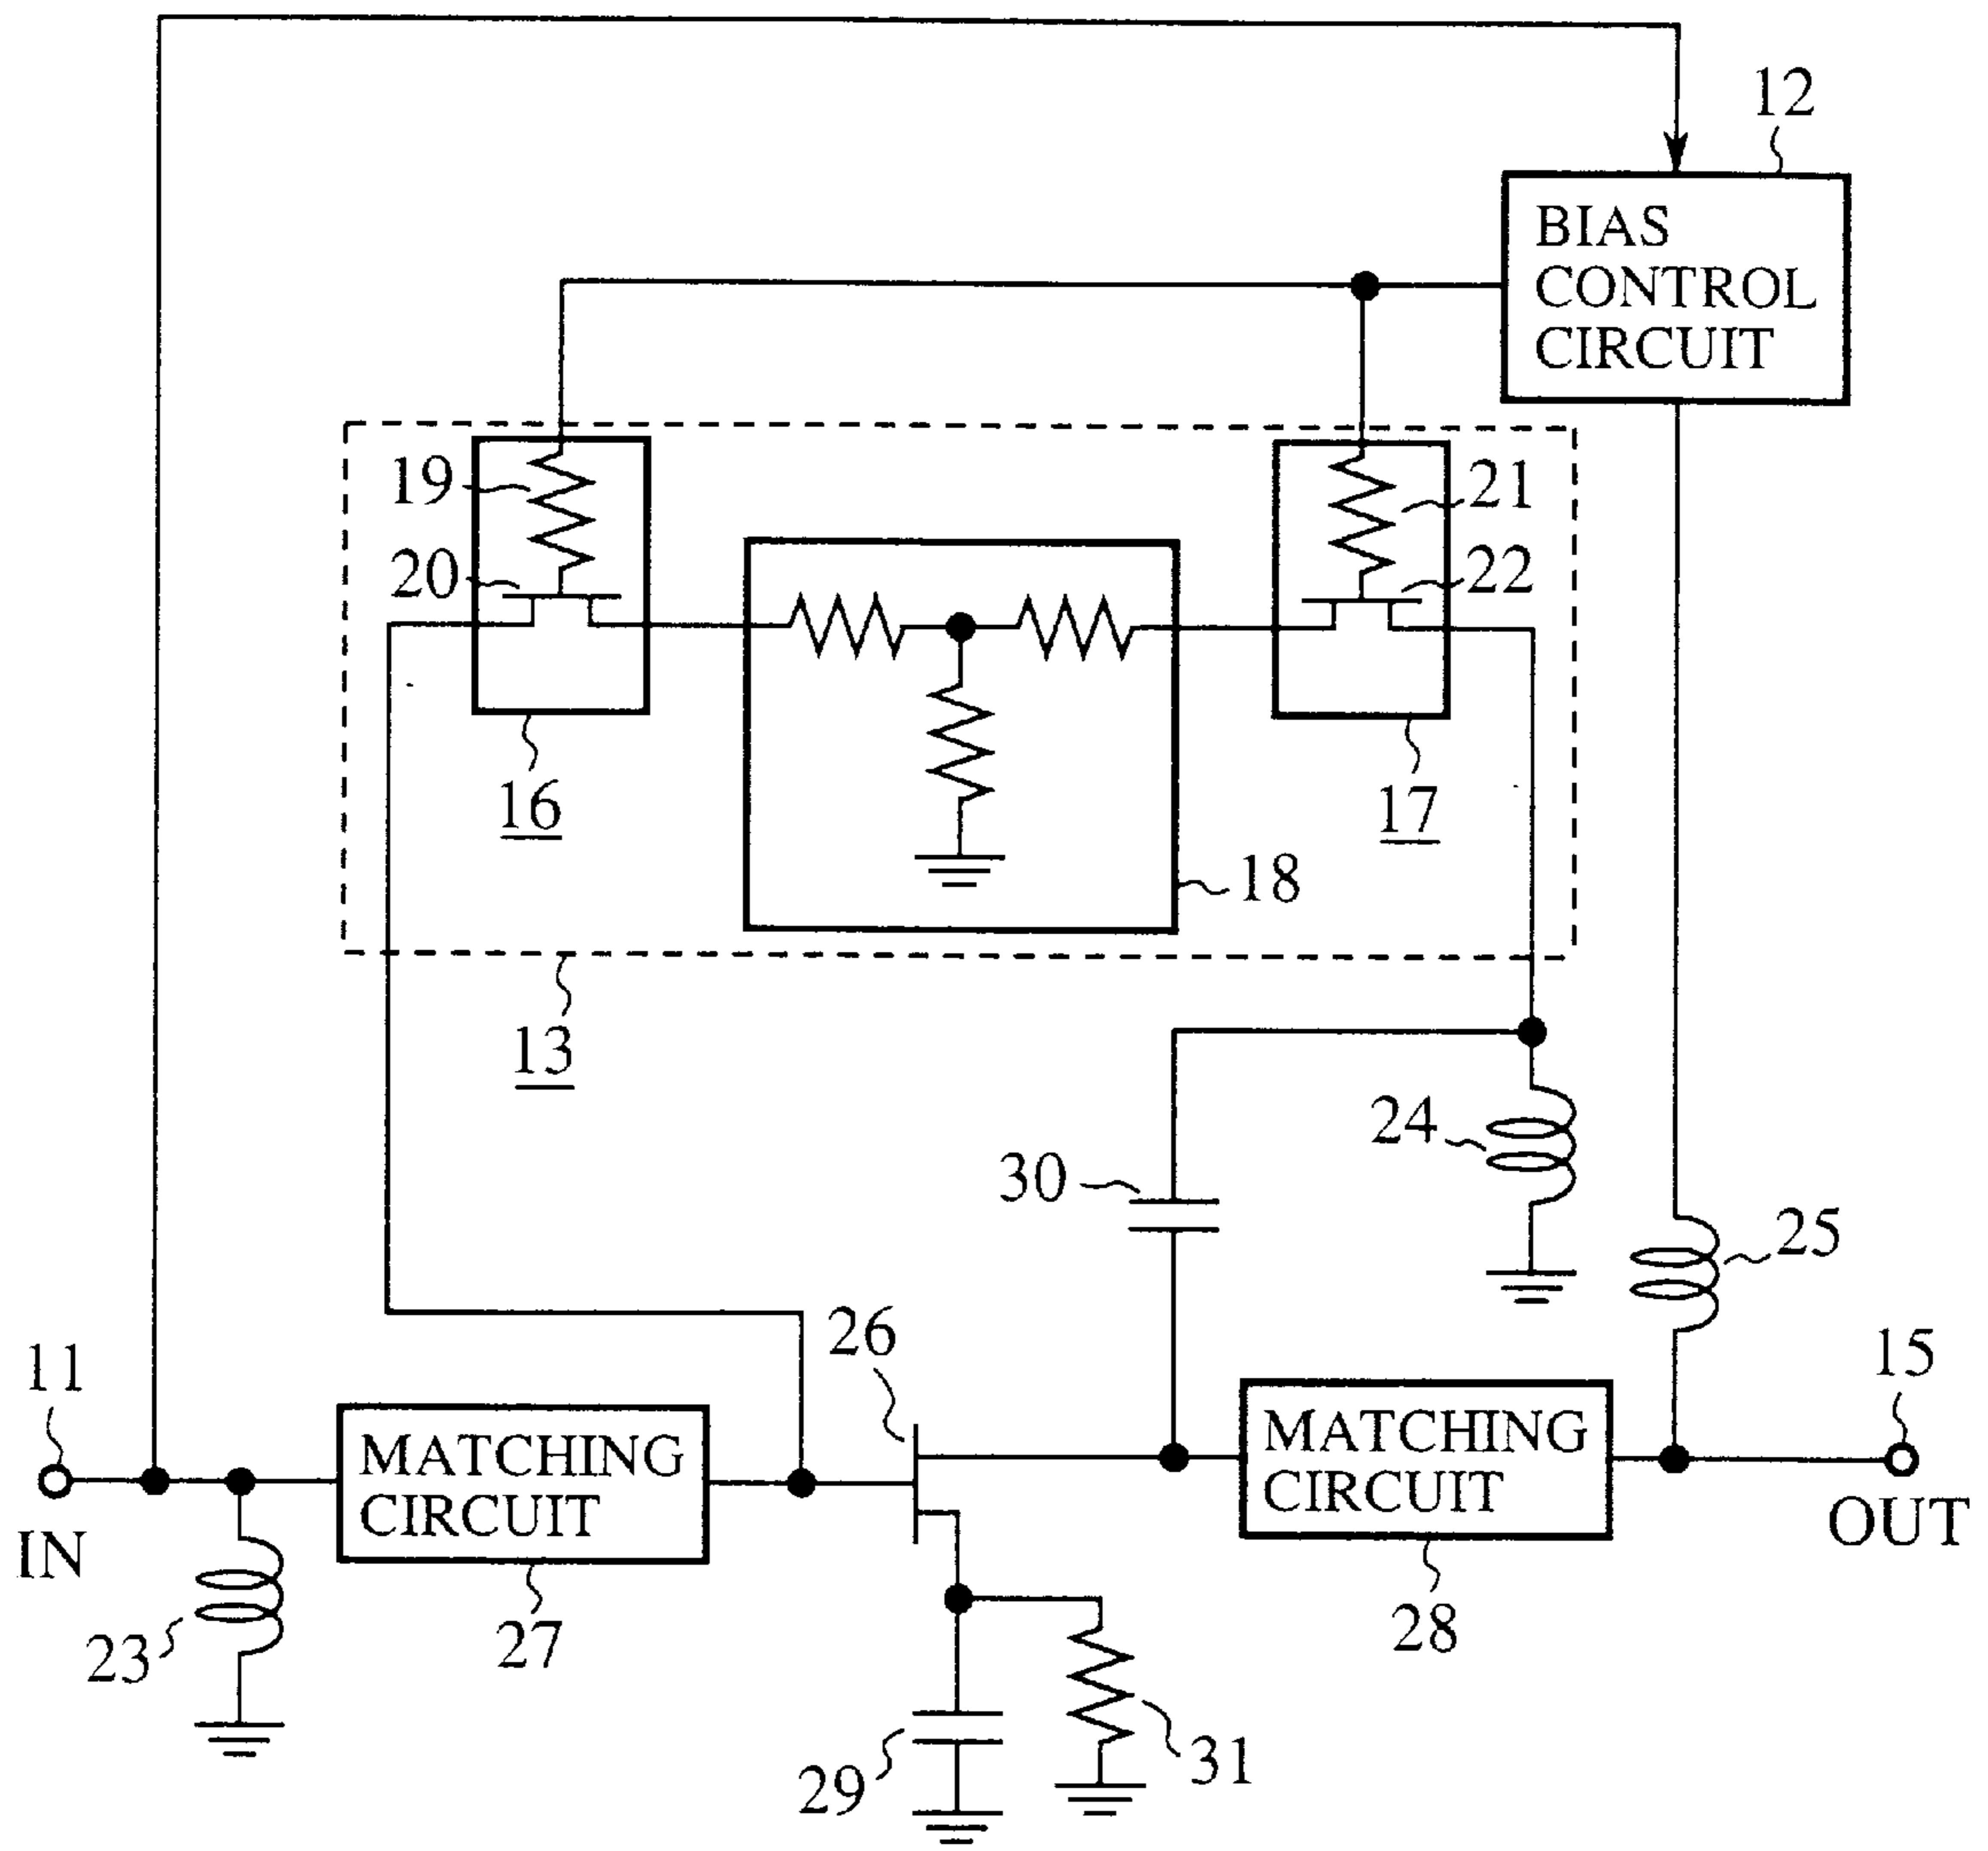 12
BIAS
CONTROL
CIRCUIT
19
21
20
22
16
17
18
13
24
30
25
26
11
15
MATCHING
CIRCUIT
MATCHING
CIRCUIT
IN
OUT
23
27
28
29
31